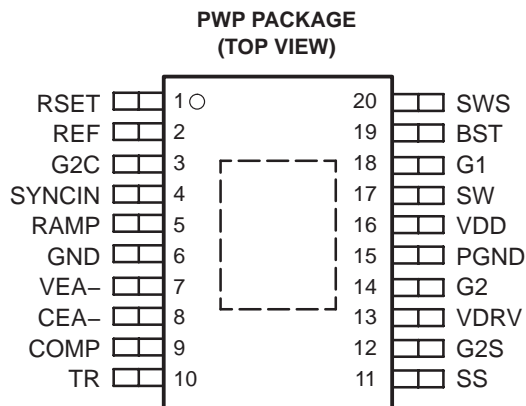 PWP PACKAGE
(TOP VIEW)
RSET 1 20 SWS
REF 2 19 BST
G2C 3 18 G1
SYNCIN 4 17 SW
RAMP 5 16 VDD
GND 6 15 PGND
VEA− 7 14 G2
CEA− 8 13 VDRV
COMP 9 12 G2S
TR 10 11 SS